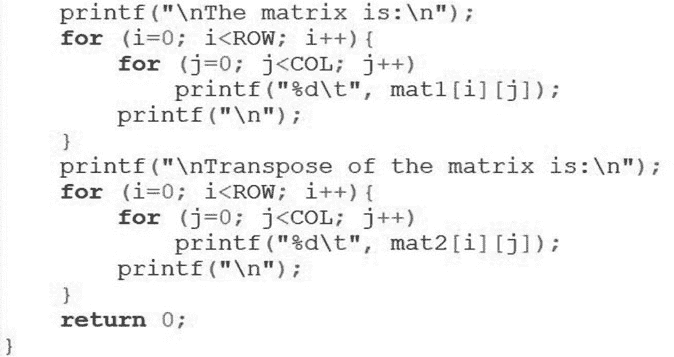 printf("\nThe matrix is:\n");
for (i=0; i<ROW; i++){
for (j=0; j<COL; j++)
printf("%d\t", mat1[i][j]);
printf("\n");
}
printf("\nTranspose of the matrix is:\n");
for (i=0; i<ROW; i++){
for (j=0; j<COL; j++)
printf("%d\t", mat2[i][j]);
printf("\n");
}
return 0;
}